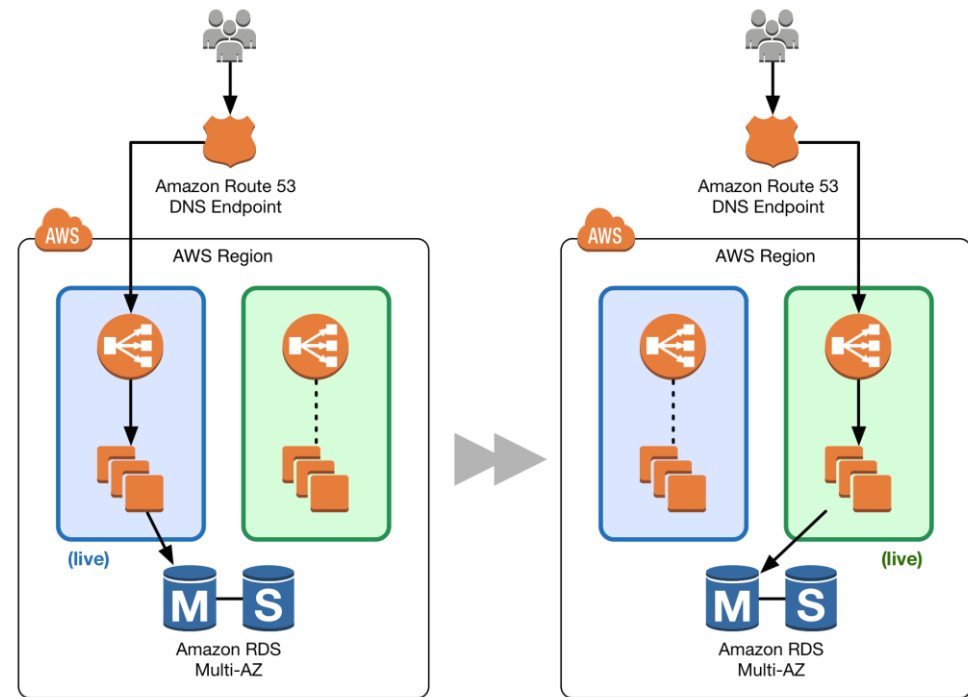 Amazon Route 53
DNS Endpoint
AWS
AWS Region
(live)
M
S
Amazon RDS
Multi-AZ
Amazon Route 53
DNS Endpoint
AWS
AWS Region
(live)
M
S
Amazon RDS
Multi-AZ